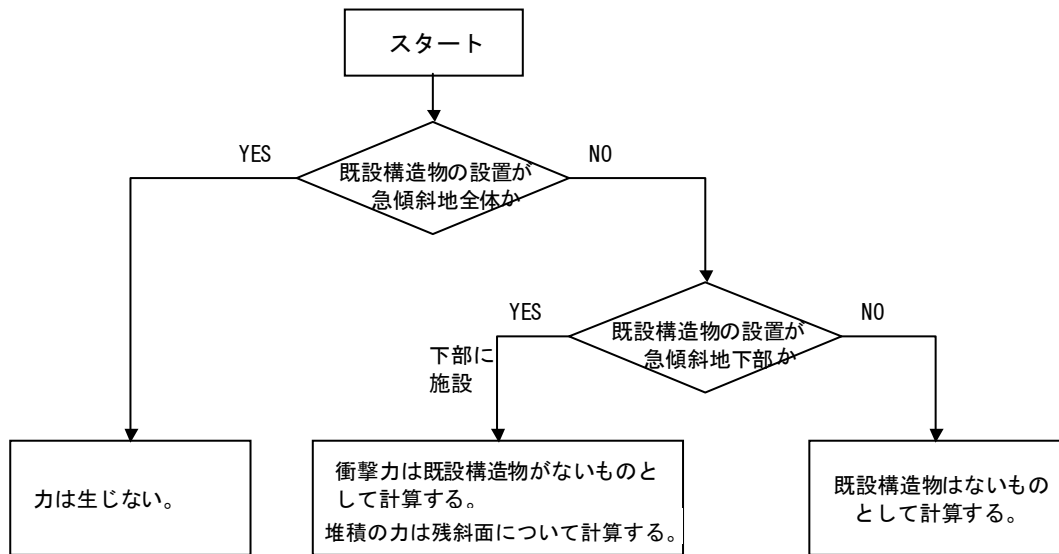 スタート
YES
NO
既設構造物の設置が
急傾斜地全体か
YES
NO
既設構造物の設置が
急傾斜地下部か
下部に
施設
力は生じない。
衝撃力は既設構造物がないものと
して計算する。
堆積の力は残斜面について計算する。
既設構造物はないもの
として計算する。